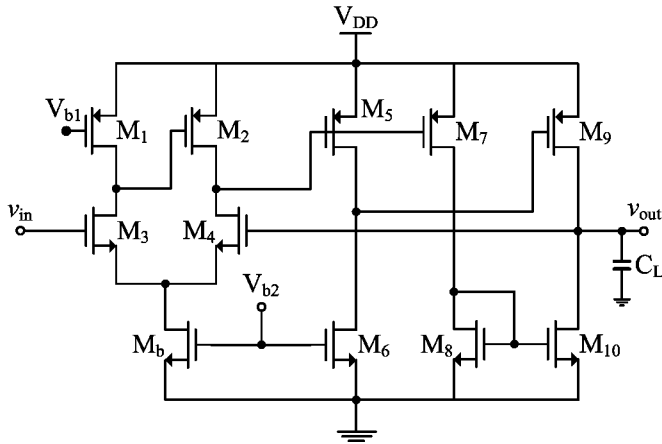 V_DD
V_b1
M_1
M_2
M_5
M_7
M_9
v_in
M_3
M_4
v_out
C_L
V_b2
M_b
M_6
M_8
M_10